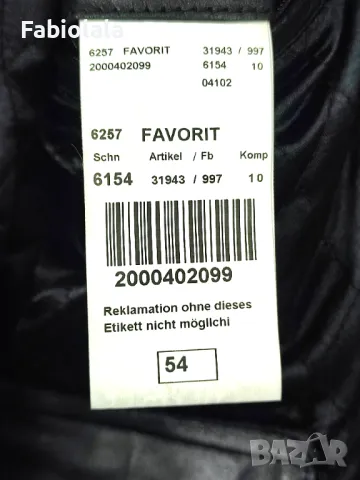 Fabiolala
6257 FAVORIT 31943 / 997
2000402099 6154 10
04102
6257 FAVORIT
Schn Artikel / Fb Komp
6154 31943 / 997 10
2000402099
Reklamation ohne dieses
Etikett nicht möglichi
54
BAZAR